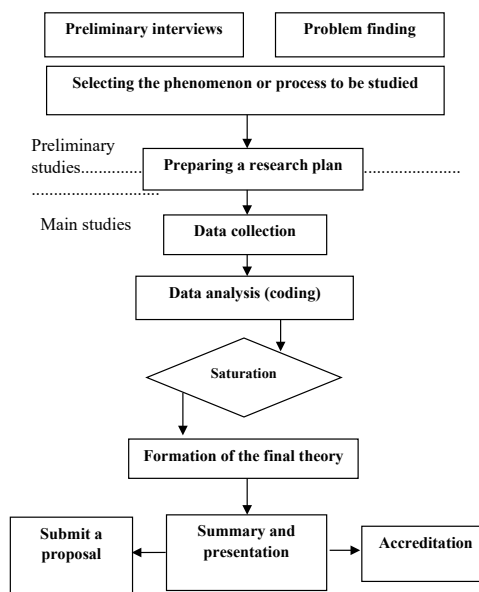 Preliminary interviews
Problem finding
Selecting the phenomenon or process to be studied
Preliminary
studies..............
Preparing a research plan
......................
.............................
Main studies
Data collection
Data analysis (coding)
Saturation
Formation of the final theory
Submit a
proposal
Summary and
presentation
Accreditation